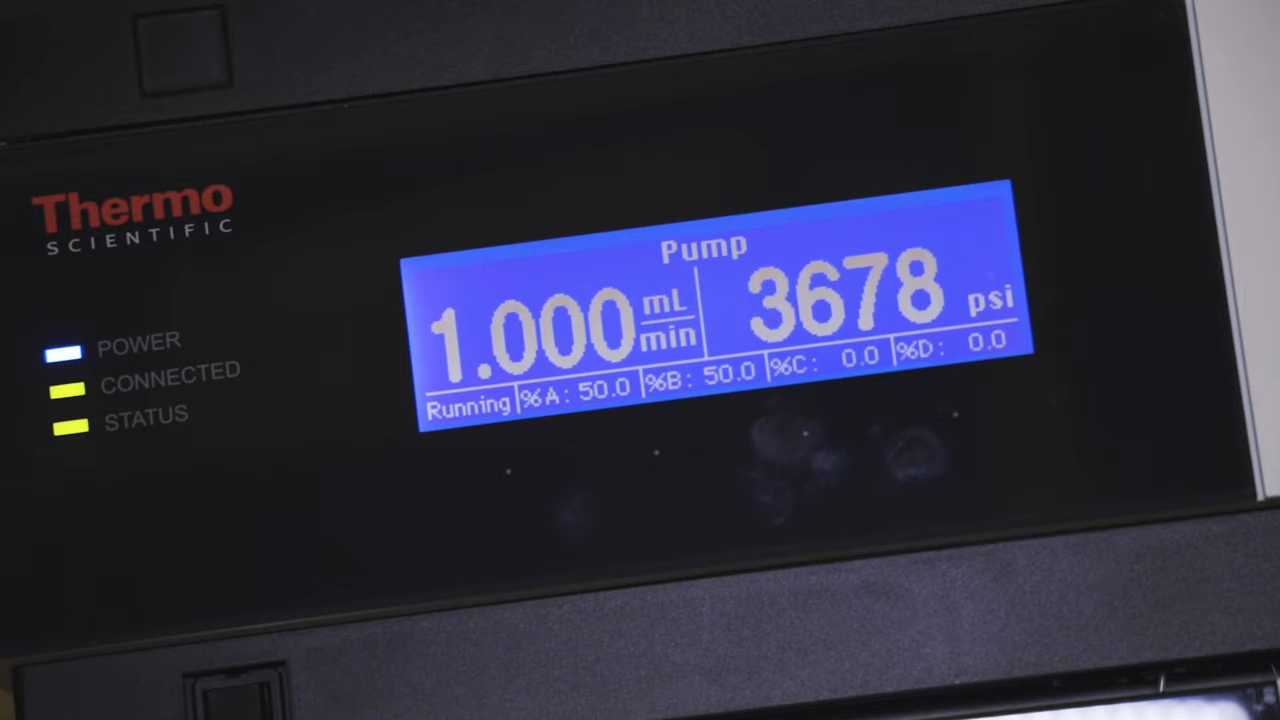 Thermo
SCIENTIFIC
POWER
CONNECTED
STATUS
Pump
1.000 mL/min
3678 psi
Running %A: 50.0 %B: 50.0 %C: 0.0 %D: 0.0